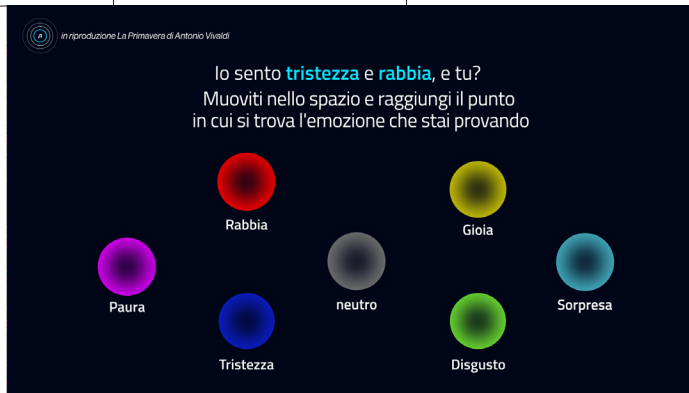 in riproduzione La Primavera di Antonio Vivaldi
Io sento tristezza e rabbia, e tu?
Muoviti nello spazio e raggiungi il punto
in cui si trova l'emozione che stai provando
Rabbia
Gioia
Paura
neutro
Sorpresa
Tristezza
Disgusto